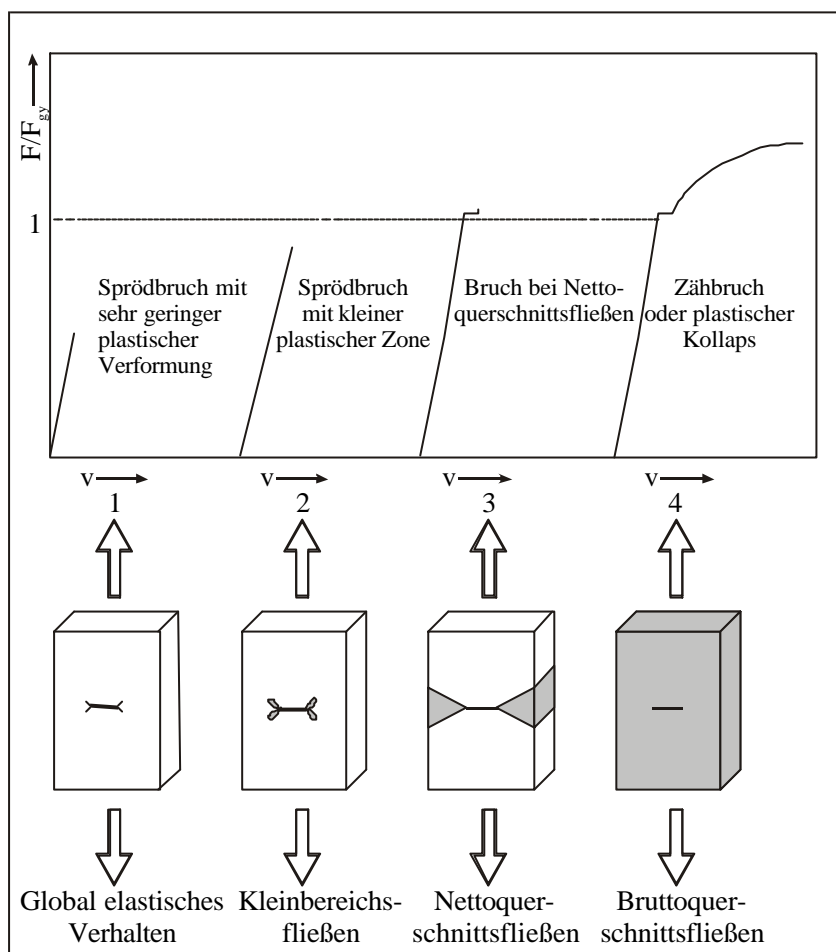 F/F_gy
1
Sprödbruch mit
sehr geringer
plastischer
Verformung
Sprödbruch
mit kleiner
plastischer Zone
Bruch bei Netto-
querschnittsfließen
Zähbruch
oder plastischer
Kollaps
v
v
v
v
1
2
3
4
Global elastisches
Verhalten
Kleinbereichs-
fließen
Nettoquer-
schnittsfließen
Bruttoquer-
schnittsfließen